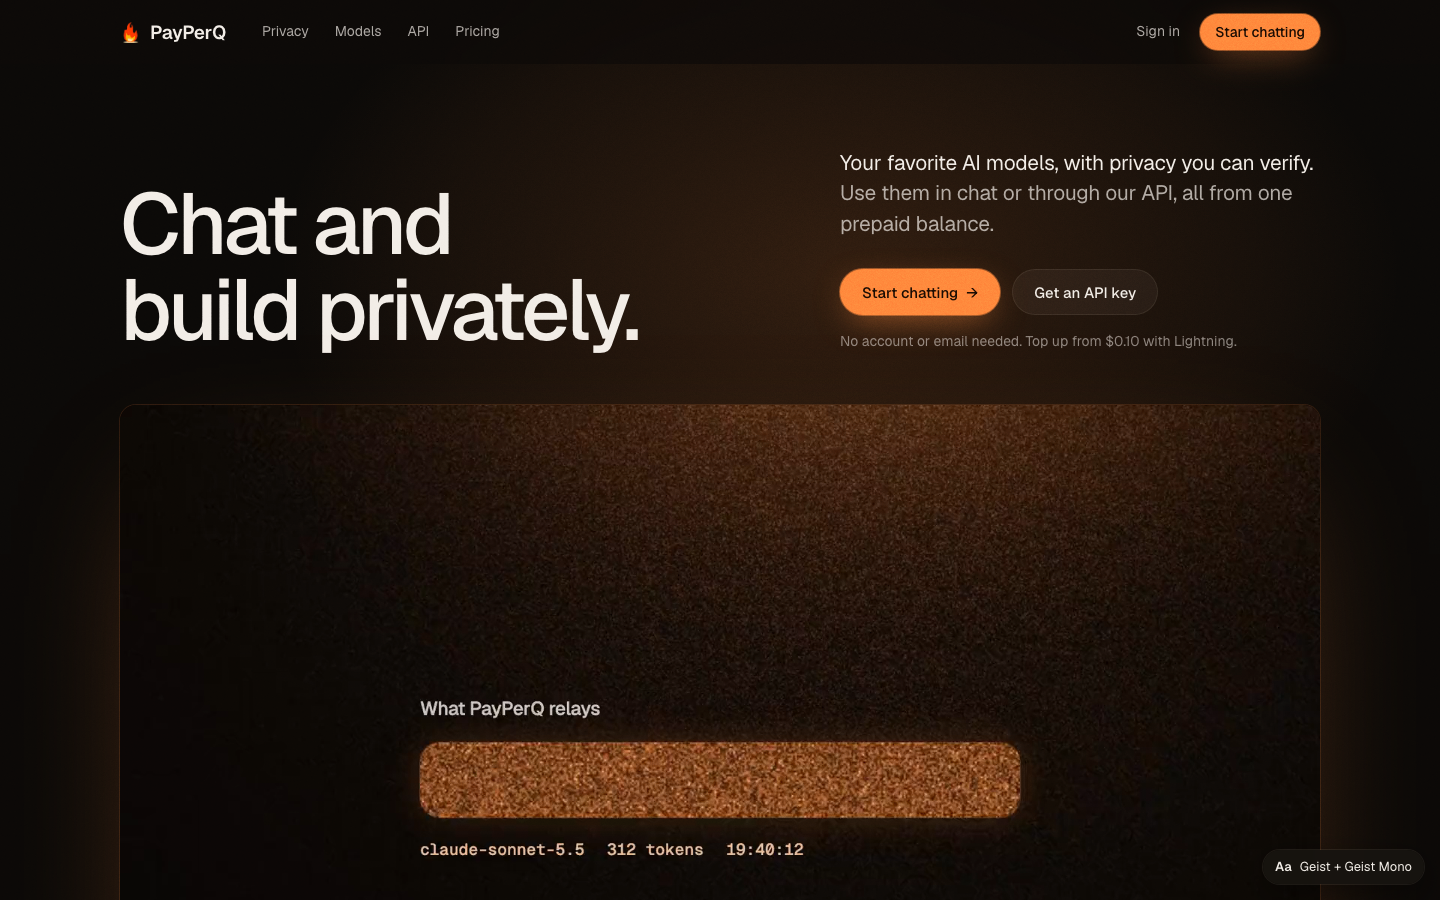 PayPerQ
Privacy
Models
API
Pricing
Sign in
Start chatting
Chat and
build privately.
Your favorite AI models, with privacy you can verify.
Use them in chat or through our API, all from one
prepaid balance.
Start chatting →
Get an API key
No account or email needed. Top up from $0.10 with Lightning.
What PayPerQ relays
claude-sonnet-5.5 312 tokens 19:40:12
Aa Geist + Geist Mono